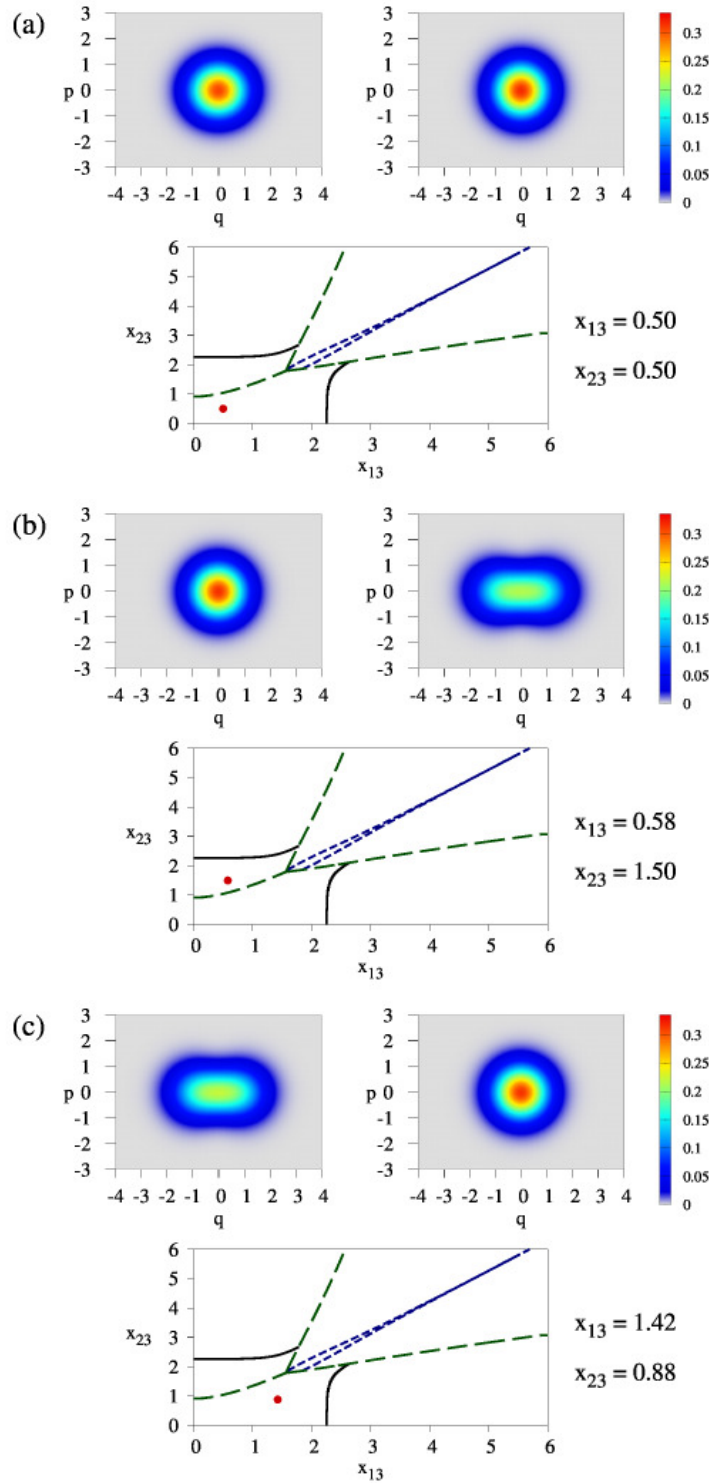 (a)
3
2
1
p 0
-1
-2
-3
-4 -3 -2 -1 0 1 2 3 4
q
3
2
1
p 0
-1
-2
-3
-4 -3 -2 -1 0 1 2 3 4
q
0.3
0.25
0.2
0.15
0.1
0.05
0
6
5
4
x23 3
2
1
0
0 1 2 3 4 5 6
x13
x13 = 0.50
x23 = 0.50
(b)
3
2
1
p 0
-1
-2
-3
-4 -3 -2 -1 0 1 2 3 4
q
3
2
1
p 0
-1
-2
-3
-4 -3 -2 -1 0 1 2 3 4
q
0.3
0.25
0.2
0.15
0.1
0.05
0
6
5
4
x23 3
2
1
0
0 1 2 3 4 5 6
x13
x13 = 0.58
x23 = 1.50
(c)
3
2
1
p 0
-1
-2
-3
-4 -3 -2 -1 0 1 2 3 4
q
3
2
1
p 0
-1
-2
-3
-4 -3 -2 -1 0 1 2 3 4
q
0.3
0.25
0.2
0.15
0.1
0.05
0
6
5
4
x23 3
2
1
0
0 1 2 3 4 5 6
x13
x13 = 1.42
x23 = 0.88